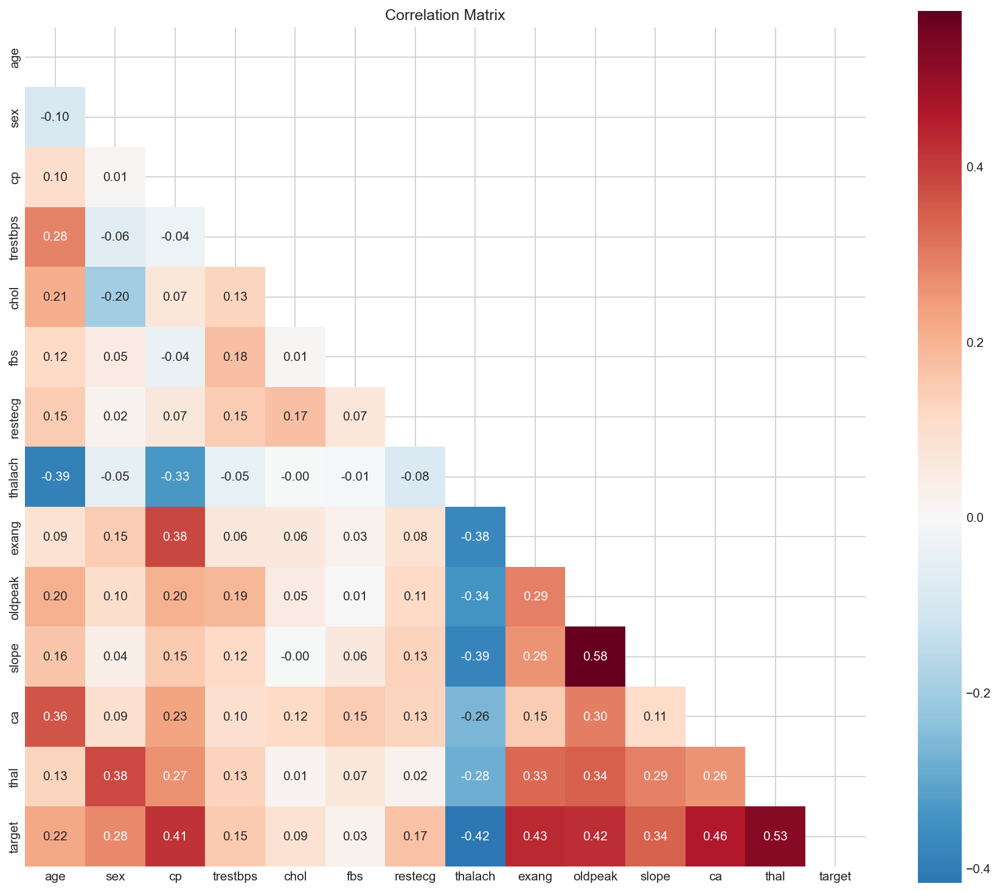 Correlation Matrix
age
sex -0.10
cp 0.10 0.01
trestbps 0.28 -0.06 -0.04
chol 0.21 -0.20 0.07 0.13
fbs 0.12 0.05 -0.04 0.18 0.01
restecg 0.15 0.02 0.07 0.15 0.17 0.07
thalach -0.39 -0.05 -0.33 -0.05 -0.00 -0.01 -0.08
exang 0.09 0.15 0.38 0.06 0.06 0.03 0.08 -0.38
oldpeak 0.20 0.10 0.20 0.19 0.05 0.01 0.11 -0.34 0.29
slope 0.16 0.04 0.15 0.12 -0.00 0.06 0.13 -0.39 0.26 0.58
ca 0.36 0.09 0.23 0.10 0.12 0.15 0.13 -0.26 0.15 0.30 0.11
thal 0.13 0.38 0.27 0.13 0.01 0.07 0.02 -0.28 0.33 0.34 0.29 0.26
target 0.22 0.28 0.41 0.15 0.09 0.03 0.17 -0.42 0.43 0.42 0.34 0.46 0.53
age sex cp trestbps chol fbs restecg thalach exang oldpeak slope ca thal target
0.4
0.2
0.0
−0.2
−0.4